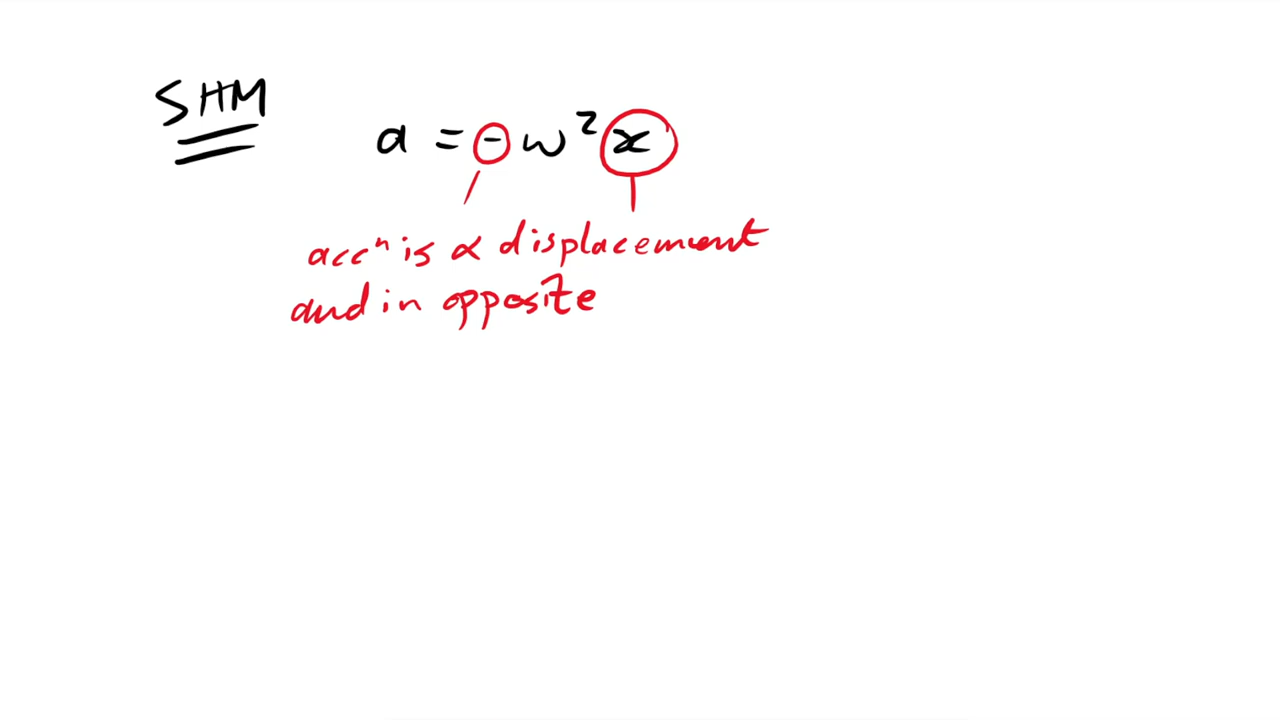 SHM
a = -ω²x
accⁿ is ∝ displacement
and in opposite